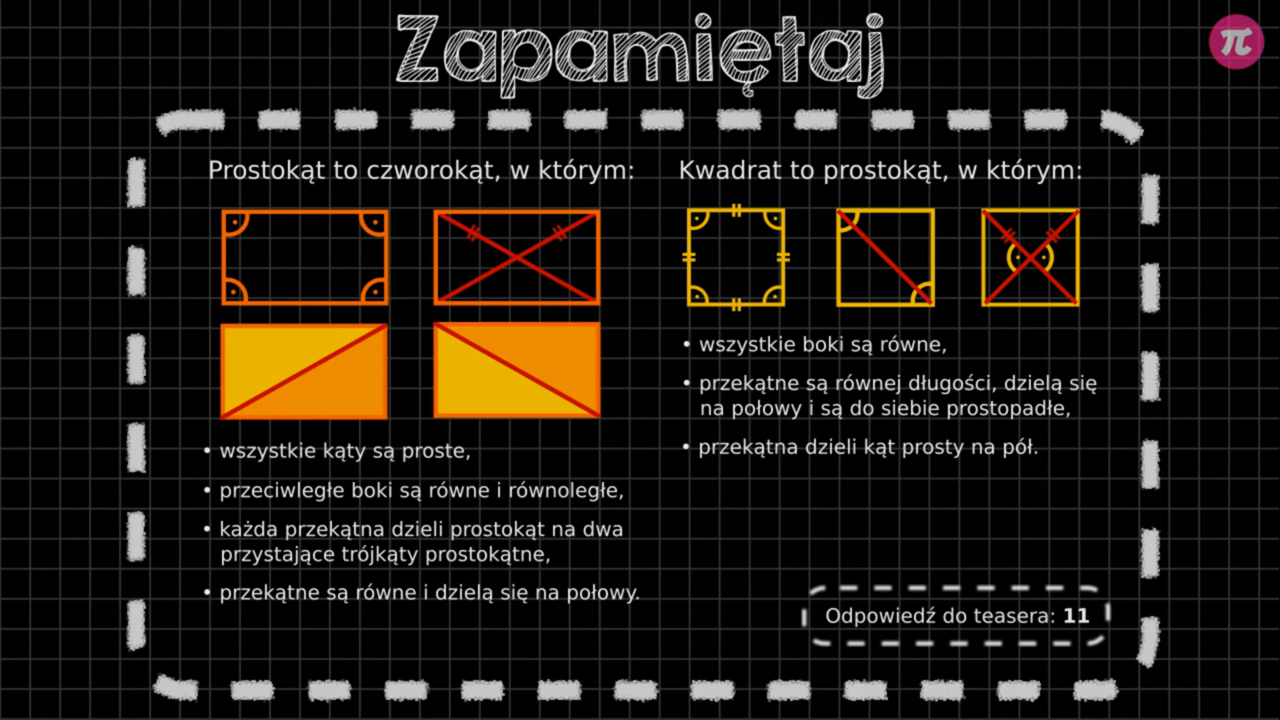 Zapamiętaj
π
Prostokąt to czworokąt, w którym:
• wszystkie kąty są proste,
• przeciwległe boki są równe i równoległe,
• każda przekątna dzieli prostokąt na dwa
przystające trójkąty prostokątne,
• przekątne są równe i dzielą się na połowy.
Kwadrat to prostokąt, w którym:
• wszystkie boki są równe,
• przekątne są równej długości, dzielą się
na połowy i są do siebie prostopadłe,
• przekątna dzieli kąt prosty na pół.
Odpowiedź do teasera: 11